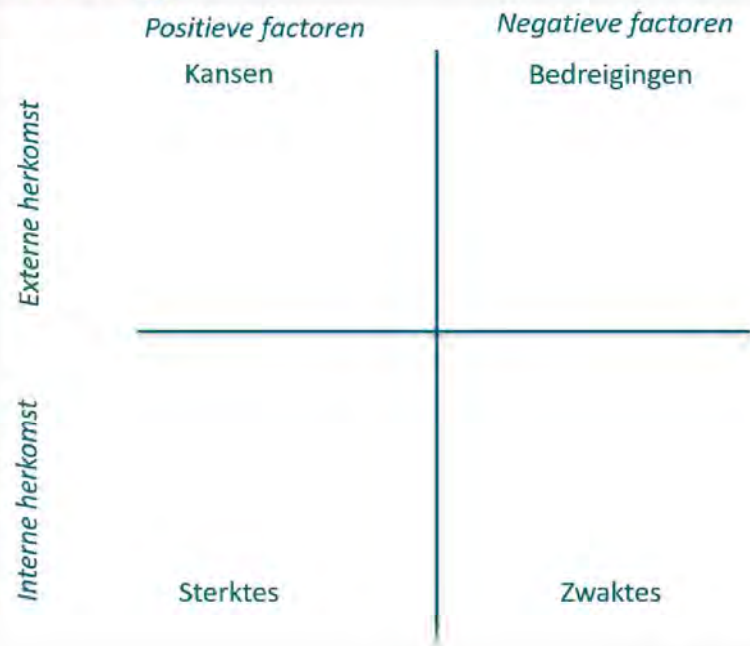 Positieve factoren
Negatieve factoren
Kansen
Bedreigingen
Externe herkomst
Interne herkomst
Sterktes
Zwaktes